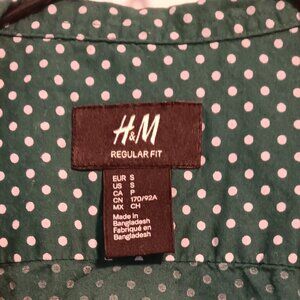 H&M
REGULAR FIT
EUR S
US S
CA P
CN 170/92A
MX CH
Made in
Bangladesh
Fabriqué en
Bangladesh